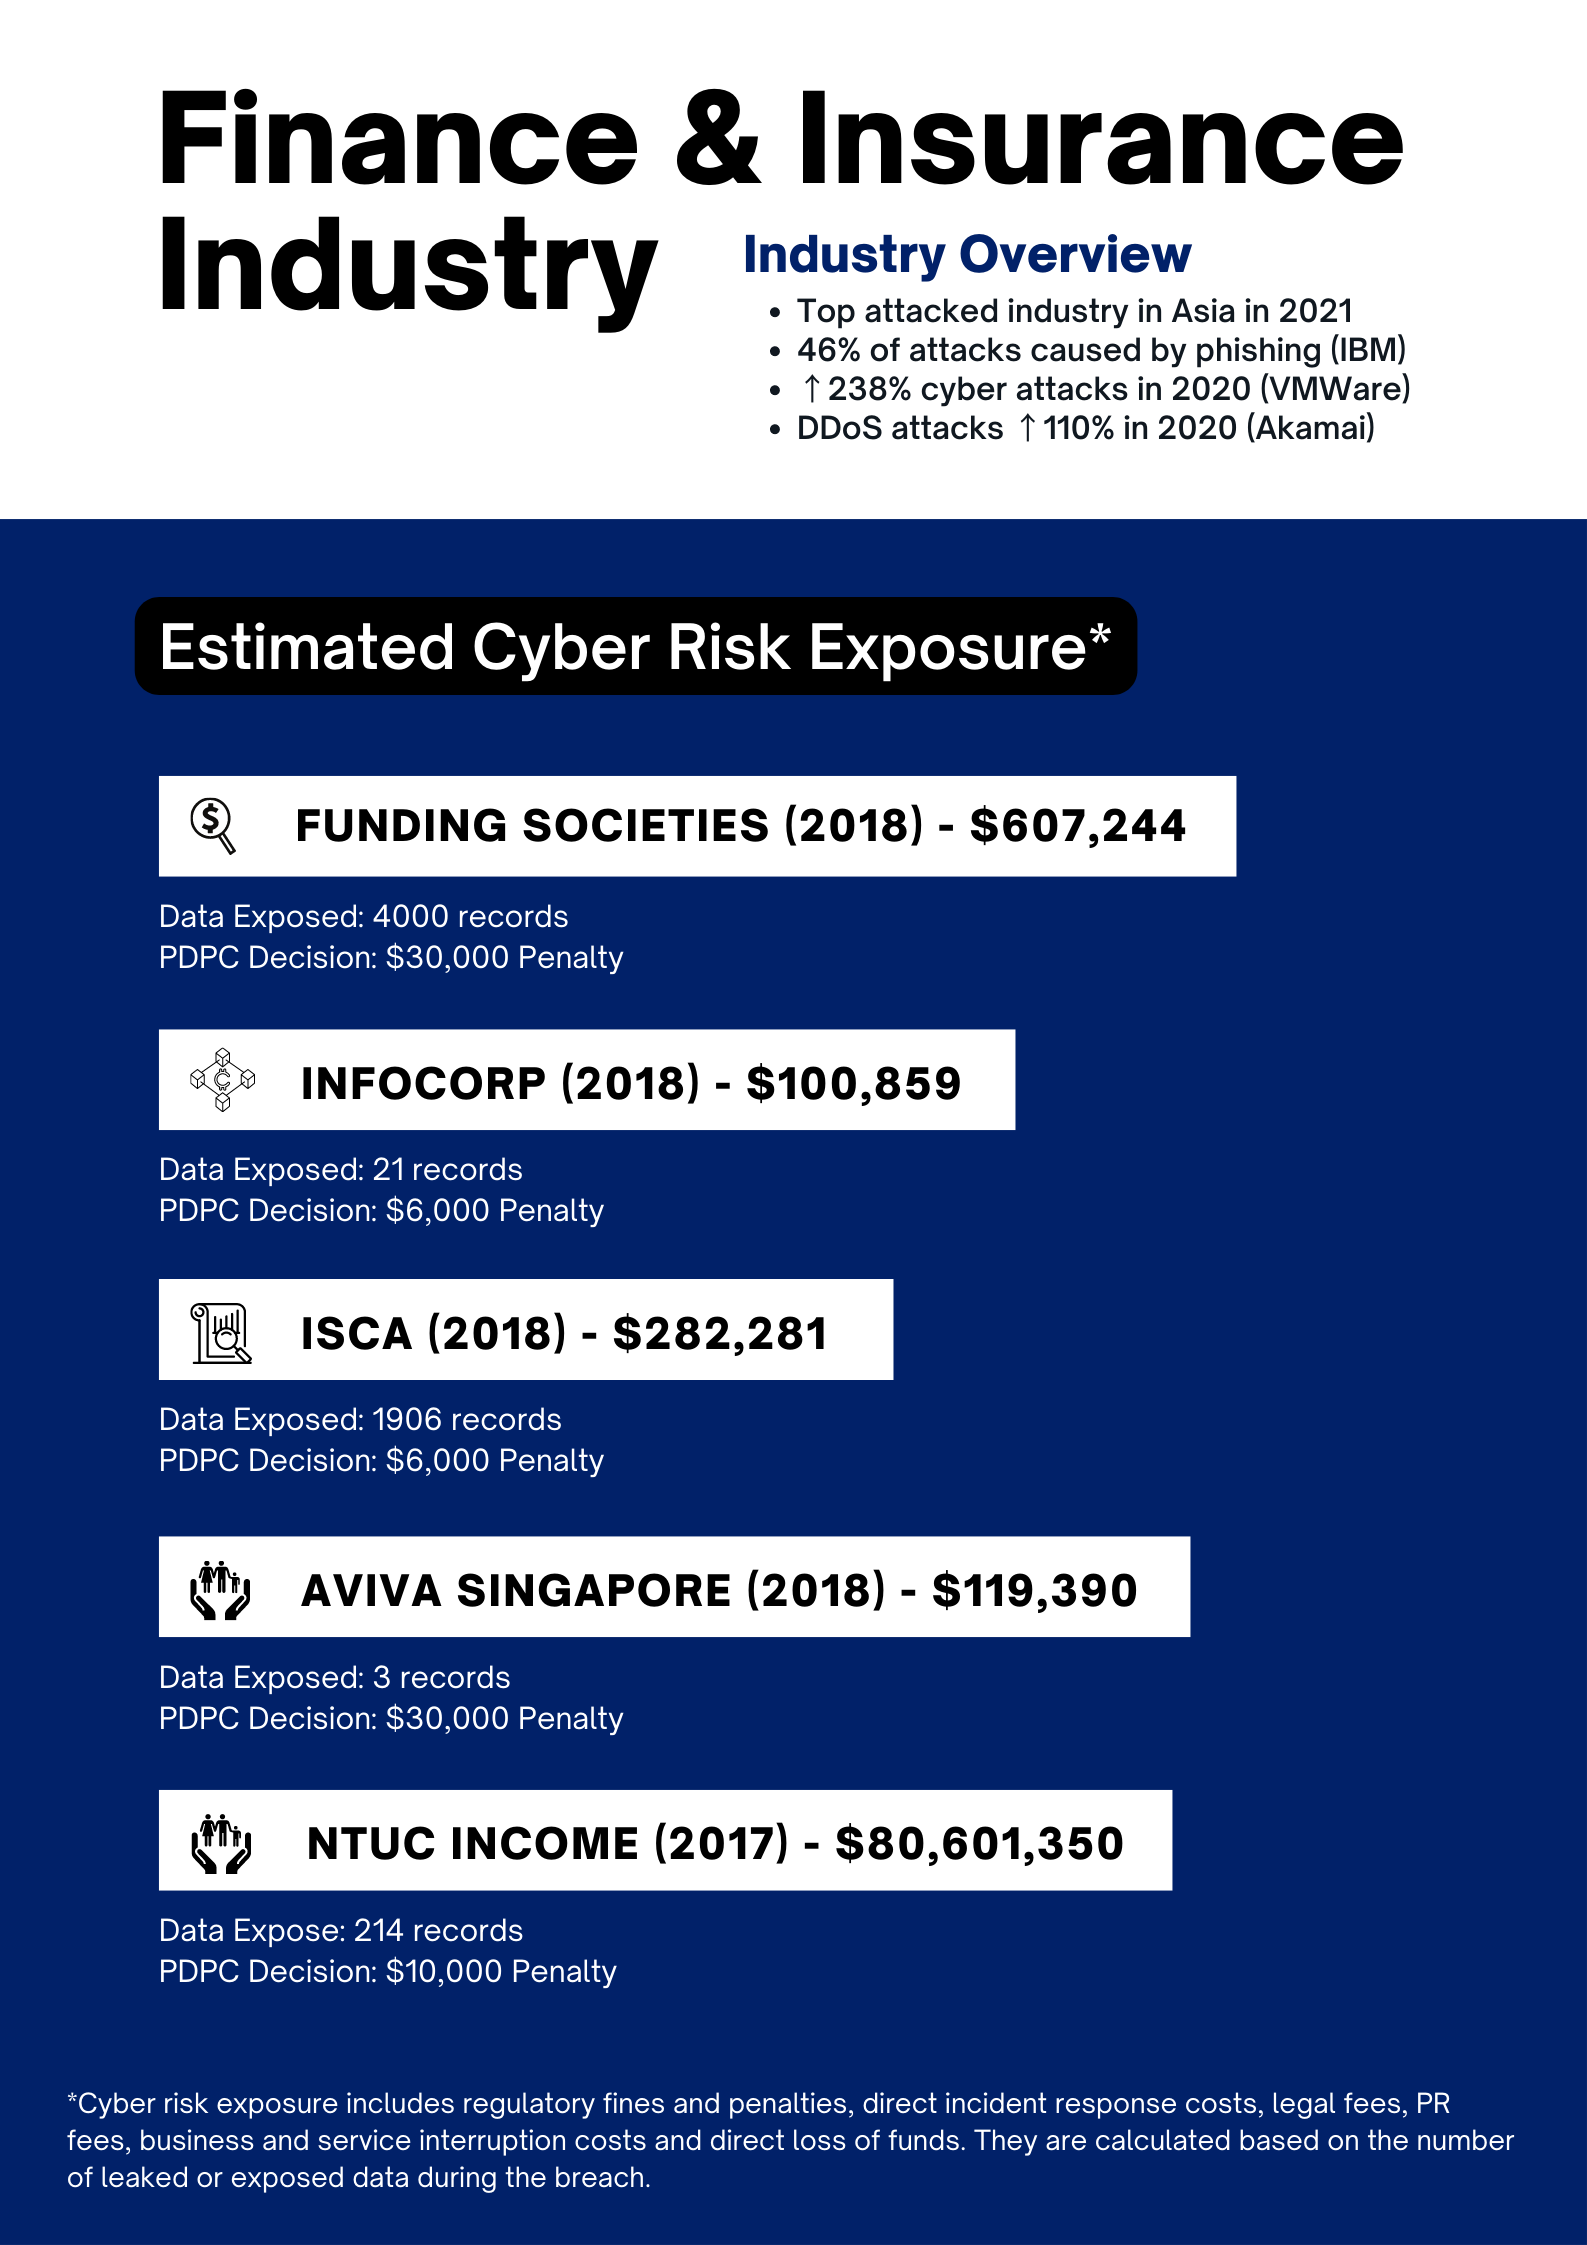 Finance & Insurance
Industry
Industry Overview
• Top attacked industry in Asia in 2021
• 46% of attacks caused by phishing (IBM)
• ↑238% cyber attacks in 2020 (VMWare)
• DDoS attacks ↑110% in 2020 (Akamai)
Estimated Cyber Risk Exposure*
FUNDING SOCIETIES (2018) - $607,244
Data Exposed: 4000 records
PDPC Decision: $30,000 Penalty
INFOCORP (2018) - $100,859
Data Exposed: 21 records
PDPC Decision: $6,000 Penalty
ISCA (2018) - $282,281
Data Exposed: 1906 records
PDPC Decision: $6,000 Penalty
AVIVA SINGAPORE (2018) - $119,390
Data Exposed: 3 records
PDPC Decision: $30,000 Penalty
NTUC INCOME (2017) - $80,601,350
Data Expose: 214 records
PDPC Decision: $10,000 Penalty
*Cyber risk exposure includes regulatory fines and penalties, direct incident response costs, legal fees, PR
fees, business and service interruption costs and direct loss of funds. They are calculated based on the number
of leaked or exposed data during the breach.